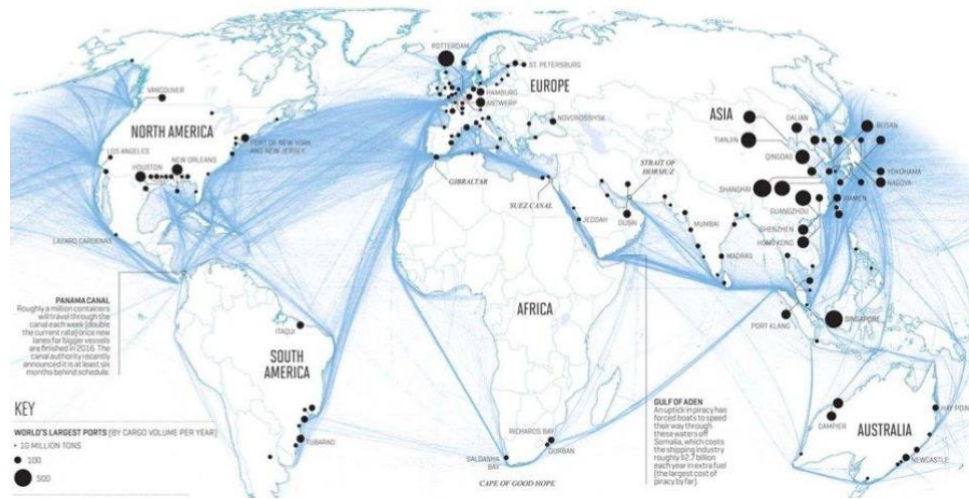 ROTTERDAM
ST. PETERSBURG
EUROPE
HAMBURG
ANTWERP
NOVOROSSIYSK
VANCOUVER
NORTH AMERICA
PORT OF NEW YORK
AND NEW JERSEY
LOS ANGELES
HOUSTON
NEW ORLEANS
LAZARO CARDENAS
GIBRALTAR
SUEZ CANAL
STRAIT OF
HORMUZ
JEDDAH
DUBAI
MUMBAI
MADRAS
ASIA
DALIAN
BUSAN
TIANJIN
QINGDAO
YOKOHAMA
NAGOYA
SHANGHAI
XIAMEN
GUANGZHOU
SHENZHEN
HONG KONG
PORT KLANG
SINGAPORE
AFRICA
PANAMA CANAL
Roughly a million containers
will travel through the
canal each week (double
the current rate) once new
lanes for bigger vessels
are finished in 2016. The
canal authority recently
announced it is at least six
months behind schedule.
ITAQUI
SOUTH
AMERICA
TUBARAO
RICHARDS BAY
DURBAN
SALDANHA
BAY
CAPE OF GOOD HOPE
GULF OF ADEN
An uptick in piracy has
forced boats to speed
their way through
these waters off
Somalia, which costs
the shipping industry
roughly $2.7 billion
each year in extra fuel
(the largest cost of
piracy by far).
DAMPIER
AUSTRALIA
HAY POIN
NEWCASTLE
KEY
WORLD'S LARGEST PORTS (BY CARGO VOLUME PER YEAR)
10 MILLION TONS
100
500